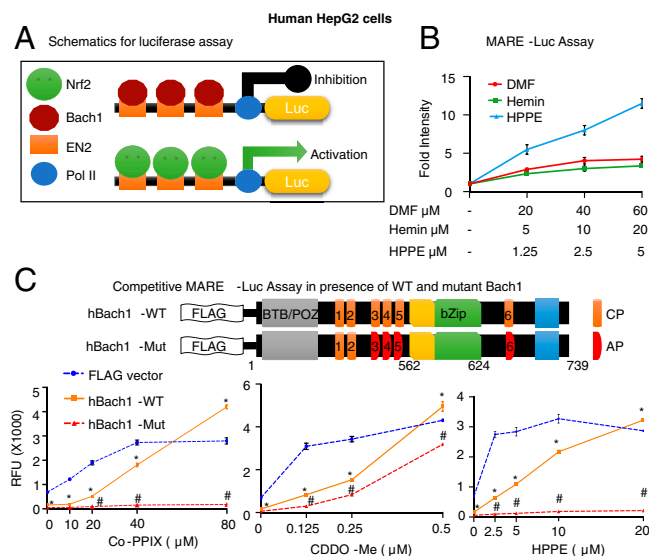 Human HepG2 cells
A
Schematics for luciferase assay
Nrf2
Bach1
EN2
Pol II
Inhibition
Luc
Activation
Luc
B
MARE -Luc Assay
Fold Intensity
15
10
5
0
DMF
Hemin
HPPE
DMF µM - 20 40 60
Hemin µM - 5 10 20
HPPE µM - 1.25 2.5 5
C
Competitive MARE -Luc Assay in presence of WT and mutant Bach1
hBach1 -WT FLAG BTB/POZ 1 2 3 4 5 bZip 6 CP
hBach1 -Mut FLAG 1 2 3 4 5 6 AP
1 562 624 739
FLAG vector
hBach1 -WT
hBach1 -Mut
RFU (X1000)
5
4
3
2
1
0
* * * * *
# # #
0 10 20 40 80
Co-PPIX ( µM)
6
4
2
0
* * * *
# # #
0 0.125 0.25 0.5
CDDO -Me ( µM)
5
4
3
2
1
0
* * * * *
# # # #
0 2.5 5 10 20
HPPE ( µM)